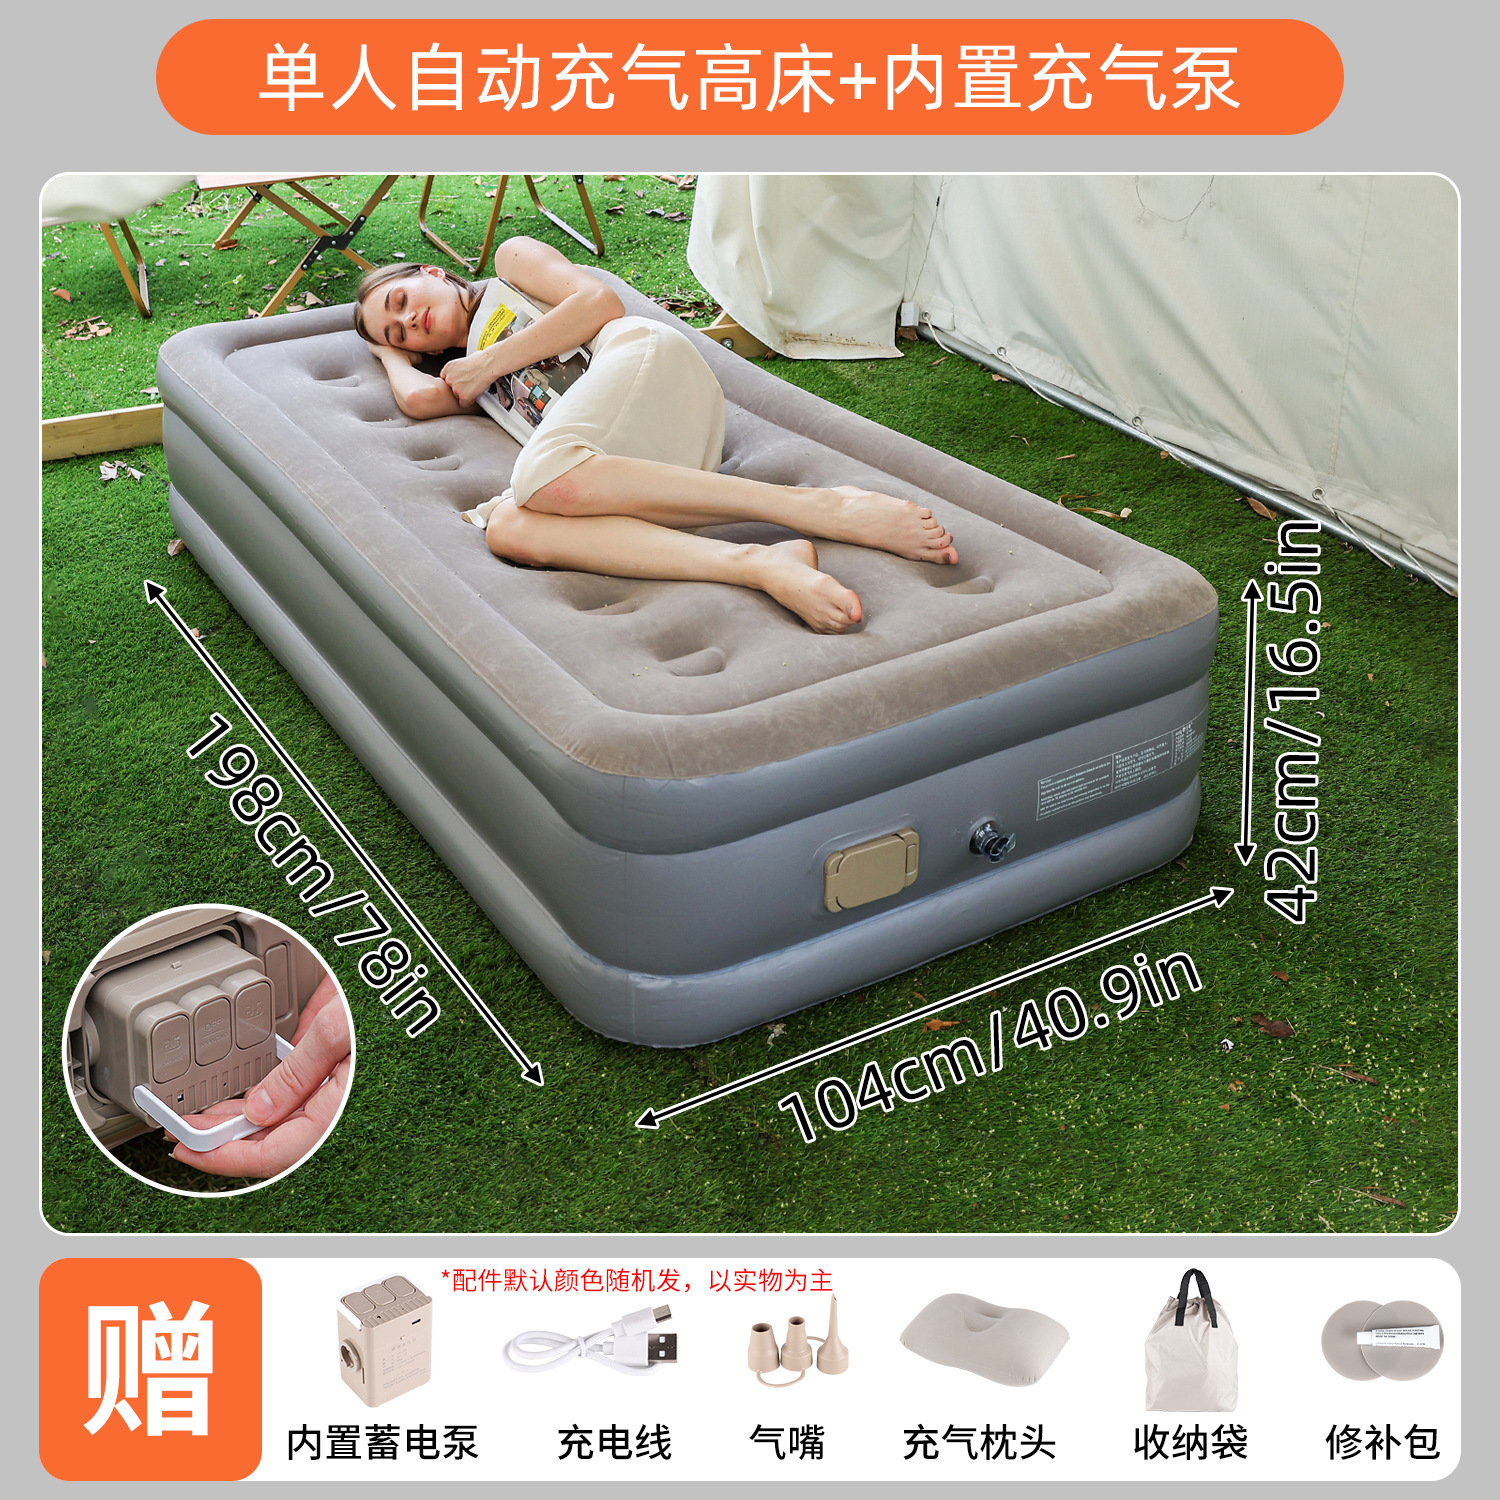 单人自动充气高床+内置充气泵
198cm/78in
104cm/40.9in
42cm/16.5in
赠
*配件默认颜色随机发，以实物为主
内置蓄电泵
充电线
气嘴
充气枕头
收纳袋
修补包